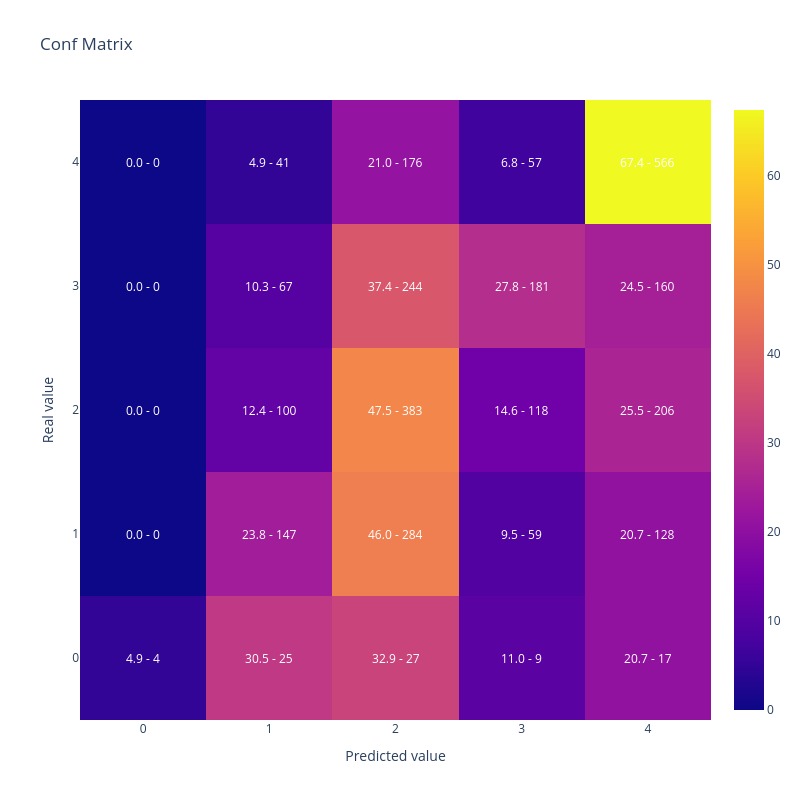 Conf Matrix
4 0.0 - 0 4.9 - 41 21.0 - 176 6.8 - 57 67.4 - 566
60
3 0.0 - 0 10.3 - 67 37.4 - 244 27.8 - 181 24.5 - 160
50
40
2 0.0 - 0 12.4 - 100 47.5 - 383 14.6 - 118 25.5 - 206
Real value
30
1 0.0 - 0 23.8 - 147 46.0 - 284 9.5 - 59 20.7 - 128
20
10
0 4.9 - 4 30.5 - 25 32.9 - 27 11.0 - 9 20.7 - 17
0
0 1 2 3 4
Predicted value